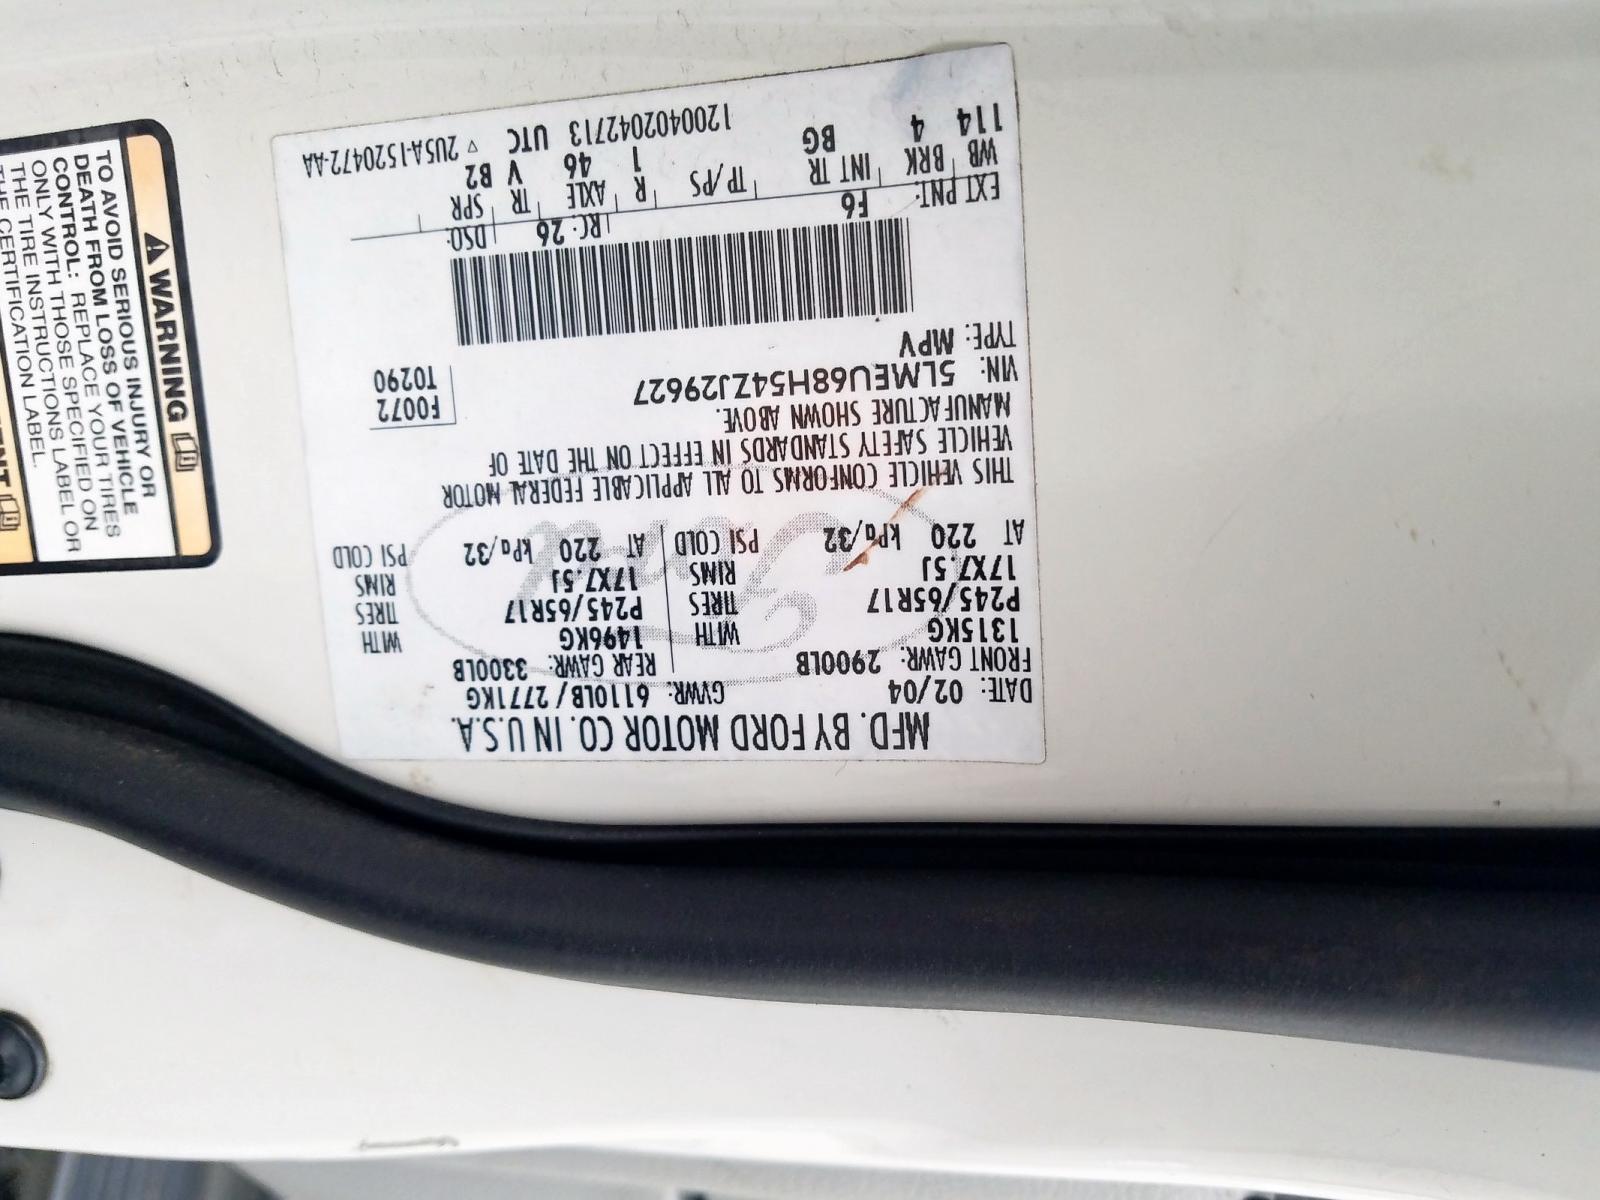 MFD. BY FORD MOTOR CO. IN U.S.A.
DATE: 02/04 GVWR: 6110LB/2771KG
FRONT GAWR: 2900LB REAR GAWR: 3300LB
1315KG WITH 1496KG WITH
P245/65R17 TIRES P245/65R17 TIRES
17X7.5J RIMS 17X7.5J RIMS
AT 220 kPa/32 PSI COLD AT 220 kPa/32 PSI COLD
Ford
THIS VEHICLE CONFORMS TO ALL APPLICABLE FEDERAL MOTOR
VEHICLE SAFETY STANDARDS IN EFFECT ON THE DATE OF
MANUFACTURE SHOWN ABOVE.
F0072
VIN: 5LMEU68H54ZJ29627
T0290
TYPE: MPV
EXT PNT: F6 RC: 26 DSO:
WB BRK INT TR TP/PS R AXLE TR SPR
114 4 BG 1 46 V B2
1200402042713 UTC ▽ 2U5A-1520472-AA
⚠WARNING
TO AVOID SERIOUS INJURY OR
DEATH FROM LOSS OF VEHICLE
CONTROL: REPLACE YOUR TIRES
ONLY WITH THOSE SPECIFIED ON
THE TIRE INSTRUCTIONS LABEL OR
THE CERTIFICATION LABEL.